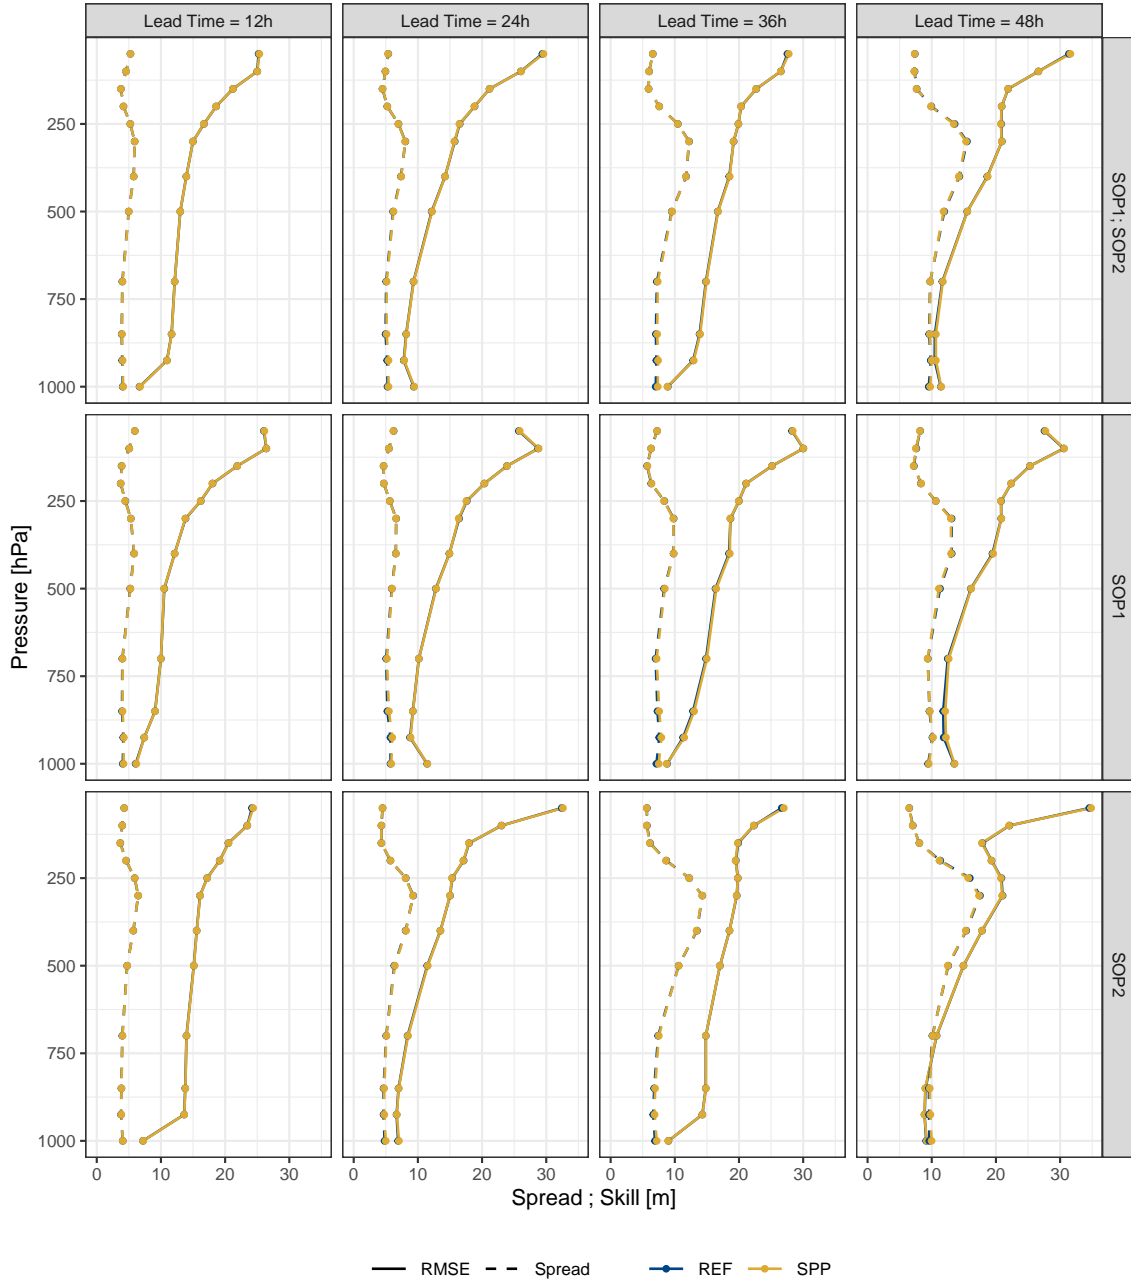 Lead Time = 12h Lead Time = 24h Lead Time = 36h Lead Time = 48h
250
500
750
1000
SOP1; SOP2
250
500
750
1000
SOP1
250
500
750
1000
SOP2
Pressure [hPa]
0 10 20 30 0 10 20 30 0 10 20 30 0 10 20 30
Spread ; Skill [m]
RMSE Spread REF SPP